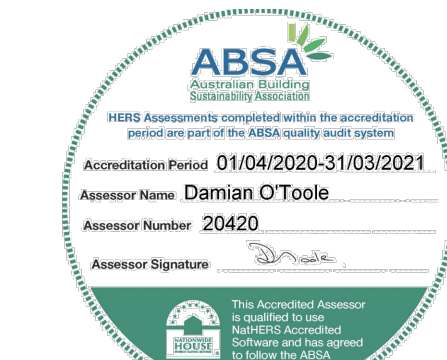 ABSA
Australian Building
Sustainability Association
HERS Assessments completed within the accreditation
period are part of the ABSA quality audit system
Accreditation Period 01/04/2020-31/03/2021
Assessor Name Damian O'Toole
Assessor Number 20420
Assessor Signature
This Accredited Assessor
is qualified to use
NatHERS Accredited
Software and has agreed
to follow the ABSA
NATIONWIDE
HOUSE